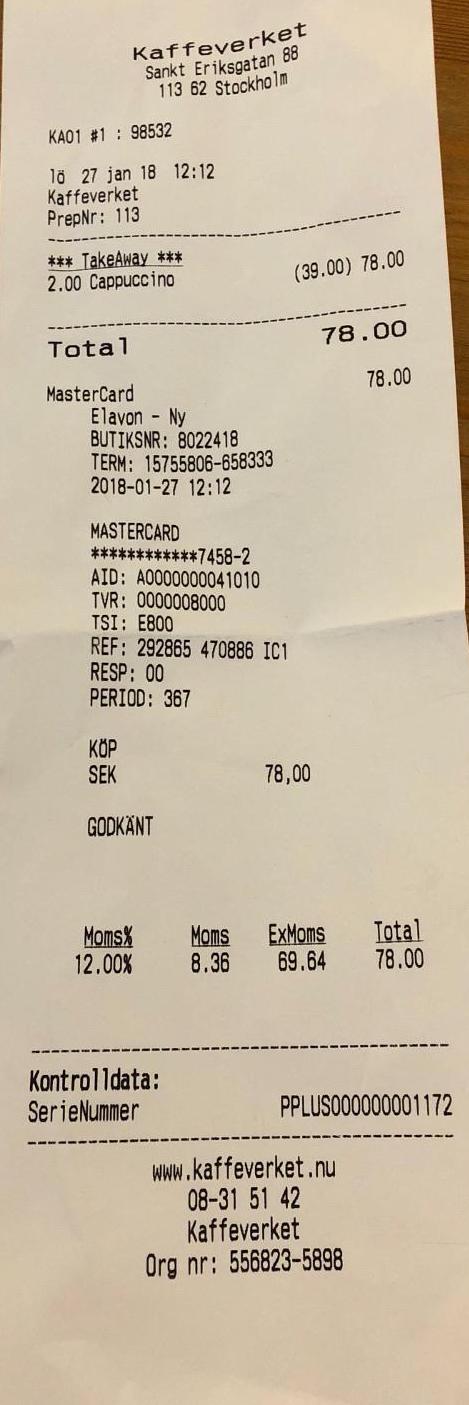 Kaffeverket
Sankt Eriksgatan 88
113 62 Stockholm
KA01 #1 : 98532
lö 27 jan 18 12:12
Kaffeverket
PrepNr: 113
*** TakeAway ***
2.00 Cappuccino (39.00) 78.00
Total 78.00
MasterCard 78.00
Elavon - Ny
BUTIKSNR: 8022418
TERM: 15755806-658333
2018-01-27 12:12
MASTERCARD
************7458-2
AID: A0000000041010
TVR: 0000008000
TSI: E800
REF: 292865 470886 IC1
RESP: 00
PERIOD: 367
KÖP
SEK 78,00
GODKÄNT
Moms% Moms ExMoms Total
12.00% 8.36 69.64 78.00
Kontrolldata:
SerieNummer PPLUS000000001172
www.kaffeverket.nu
08-31 51 42
Kaffeverket
Org nr: 556823-5898